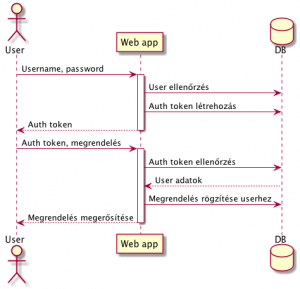 User
Web app
DB
Username, password
User ellenőrzés
Auth token létrehozás
Auth token
Auth token, megrendelés
Auth token ellenőrzés
User adatok
Megrendelés rögzítése userhez
Megrendelés megerősítése
User
Web app
DB